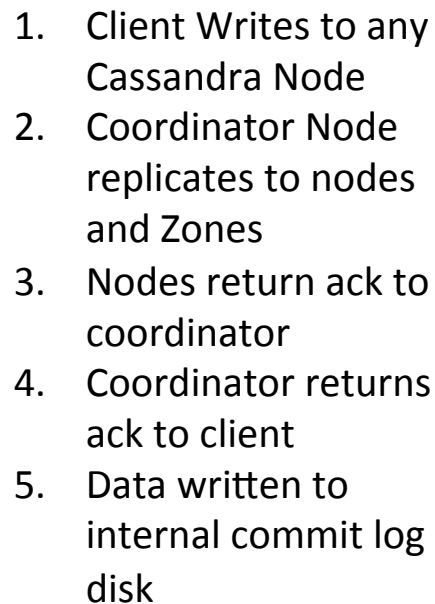 1. Client Writes to any
Cassandra Node
2. Coordinator Node
replicates to nodes
and Zones
3. Nodes return ack to
coordinator
4. Coordinator returns
ack to client
5. Data written to
internal commit log
disk